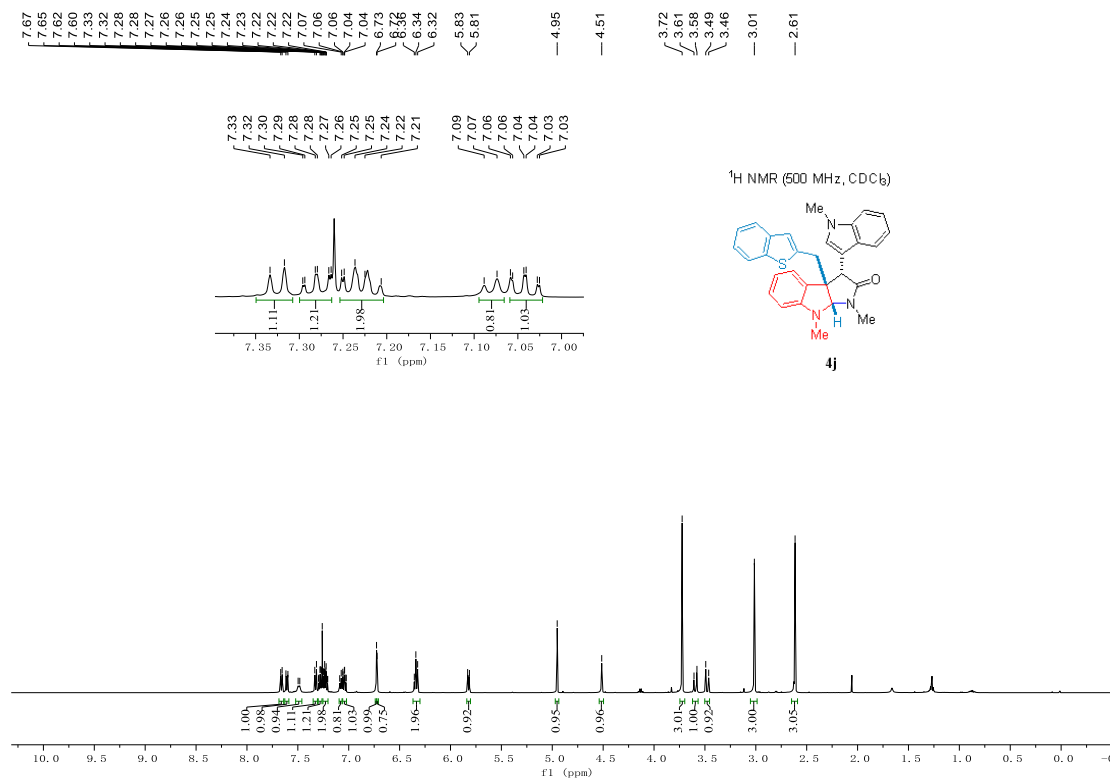 7.67 7.65 7.62 7.60 7.33 7.32 7.28 7.28 7.27 7.26 7.26 7.25 7.25 7.24 7.23 7.22 7.22 7.22 7.07 7.06 7.06 7.04 7.04 6.73 6.72 6.36 6.34 6.32 5.83 5.81 4.95 4.51 3.72 3.61 3.58 3.49 3.46 3.01 2.61
7.33 7.32 7.30 7.29 7.28 7.28 7.27 7.26 7.25 7.25 7.24 7.22 7.21 7.09 7.07 7.06 7.06 7.04 7.04 7.03 7.03
¹H NMR (500 MHz, CDCl₃)
Me
N
S
O
N
Me
N
H
Me
4j
1.11 1.21 1.98 0.81 1.03
7.35 7.30 7.25 7.20 7.15 7.10 7.05 7.00
f1 (ppm)
1.00 0.98 0.94 1.11 1.21 1.98 0.81 1.03 0.99 0.75 1.96 0.92 0.95 0.96 3.01 1.00 0.92 3.00 3.05
10.0 9.5 9.0 8.5 8.0 7.5 7.0 6.5 6.0 5.5 5.0 4.5 4.0 3.5 3.0 2.5 2.0 1.5 1.0 0.5 0.0
f1 (ppm)